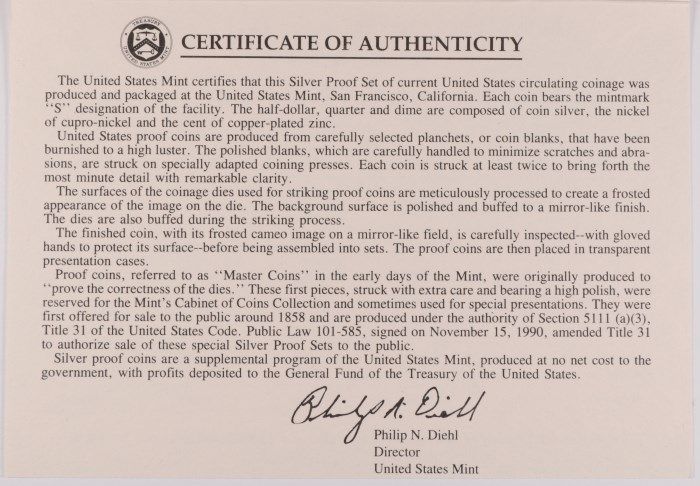 TREASURY
UNITED STATES MINT
CERTIFICATE OF AUTHENTICITY
The United States Mint certifies that this Silver Proof Set of current United States circulating coinage was
produced and packaged at the United States Mint, San Francisco, California. Each coin bears the mintmark
‘‘S’’ designation of the facility. The half-dollar, quarter and dime are composed of coin silver, the nickel
of cupro-nickel and the cent of copper-plated zinc.
United States proof coins are produced from carefully selected planchets, or coin blanks, that have been
burnished to a high luster. The polished blanks, which are carefully handled to minimize scratches and abra-
sions, are struck on specially adapted coining presses. Each coin is struck at least twice to bring forth the
most minute detail with remarkable clarity.
The surfaces of the coinage dies used for striking proof coins are meticulously processed to create a frosted
appearance of the image on the die. The background surface is polished and buffed to a mirror-like finish.
The dies are also buffed during the striking process.
The finished coin, with its frosted cameo image on a mirror-like field, is carefully inspected--with gloved
hands to protect its surface--before being assembled into sets. The proof coins are then placed in transparent
presentation cases.
Proof coins, referred to as ‘‘Master Coins’’ in the early days of the Mint, were originally produced to
‘‘prove the correctness of the dies.’’ These first pieces, struck with extra care and bearing a high polish, were
reserved for the Mint’s Cabinet of Coins Collection and sometimes used for special presentations. They were
first offered for sale to the public around 1858 and are produced under the authority of Section 5111 (a)(3),
Title 31 of the United States Code. Public Law 101-585, signed on November 15, 1990, amended Title 31
to authorize sale of these special Silver Proof Sets to the public.
Silver proof coins are a supplemental program of the United States Mint, produced at no net cost to the
government, with profits deposited to the General Fund of the Treasury of the United States.
Philip N. Diehl
Philip N. Diehl
Director
United States Mint